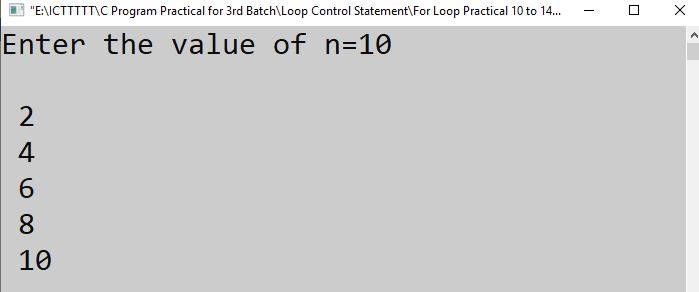 "E:\ICTTTTT\C Program Practical for 3rd Batch\Loop Control Statement\For Loop Practical 10 to 14...
Enter the value of n=10
2
4
6
8
10